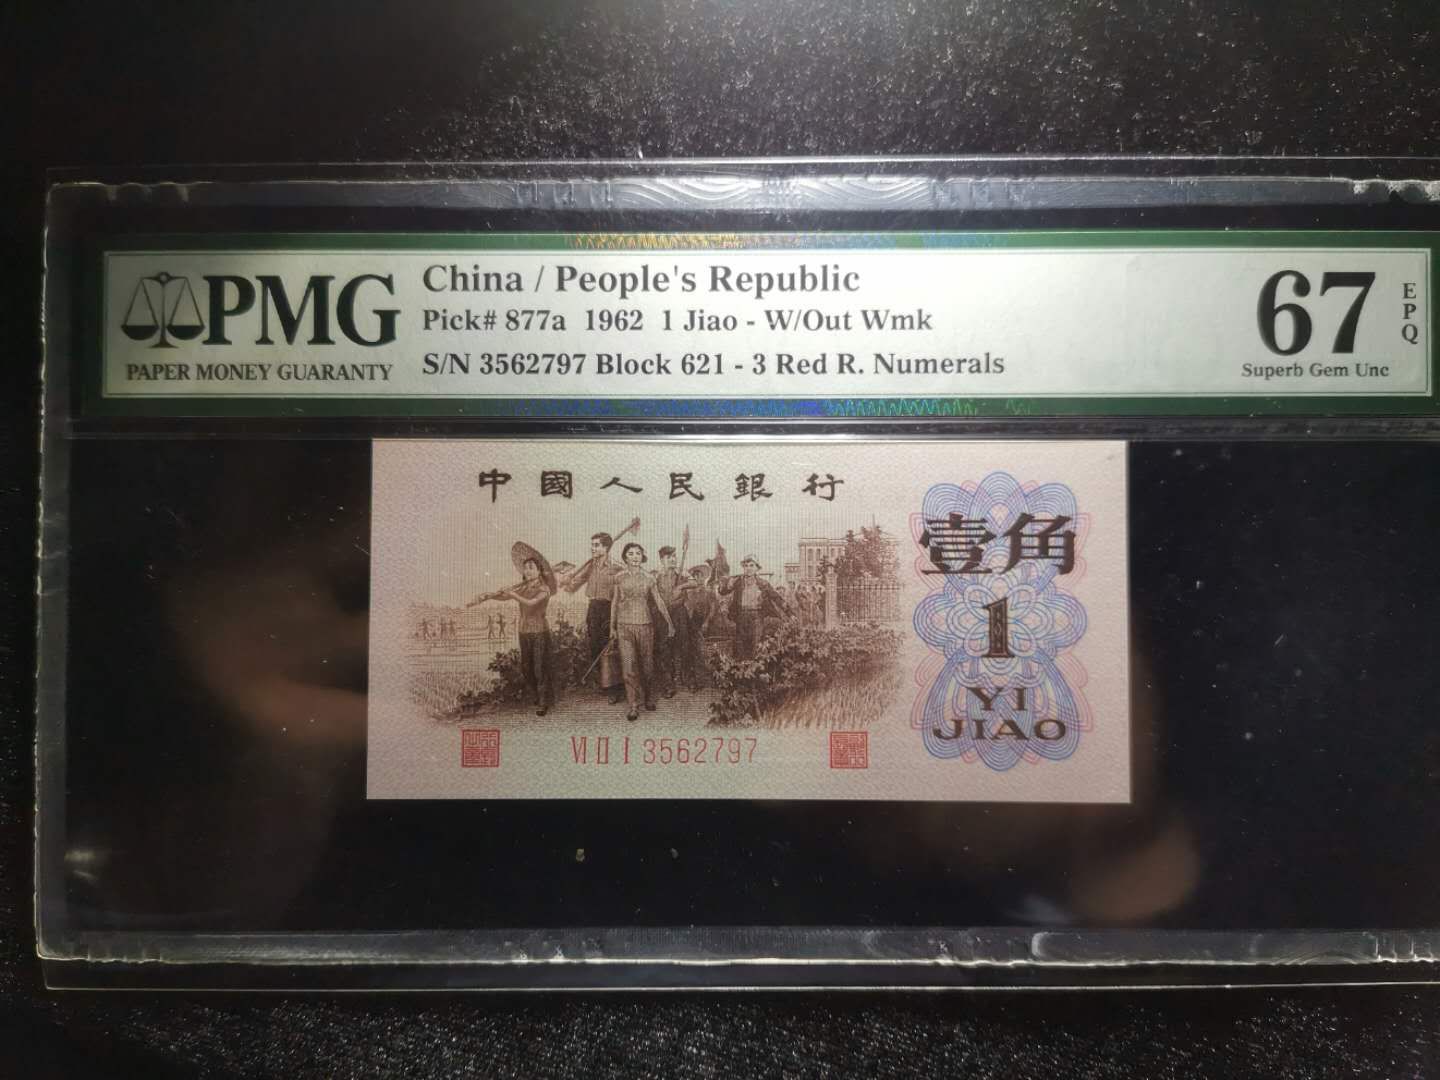 PMG
PAPER MONEY GUARANTY
China / People's Republic
Pick# 877a 1962 1 Jiao - W/Out Wmk
S/N 3562797 Block 621 - 3 Red R. Numerals
67
EPQ
Superb Gem Unc
中國人民銀行
壹角
1
YI
JIAO
VI II I 3562797